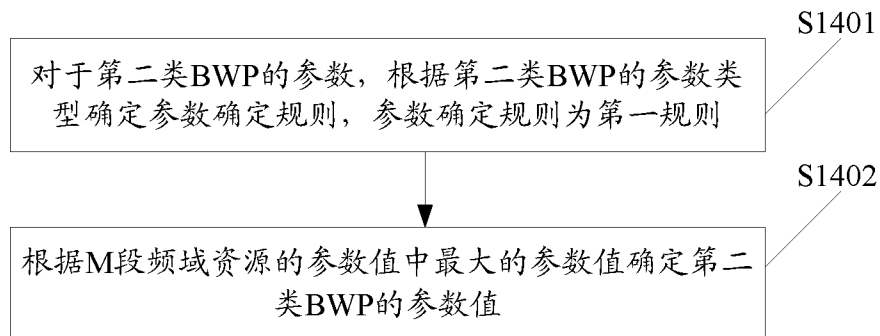 S1401
对于第二类BWP的参数，根据第二类BWP的参数类
型确定参数确定规则，参数确定规则为第一规则
S1402
根据M段频域资源的参数值中最大的参数值确定第二
类BWP的参数值